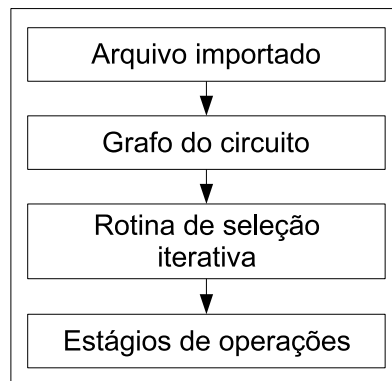 Arquivo importado
Grafo do circuito
Rotina de seleção
iterativa
Estágios de operações